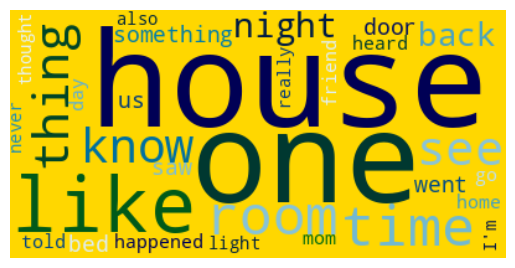 thought
also
something
night
door
heard
back
thing
day
house
really
friend
us
never
know
saw
one
see
like
room
time
went
go
home
told
bed
happened
light
mom
I'm